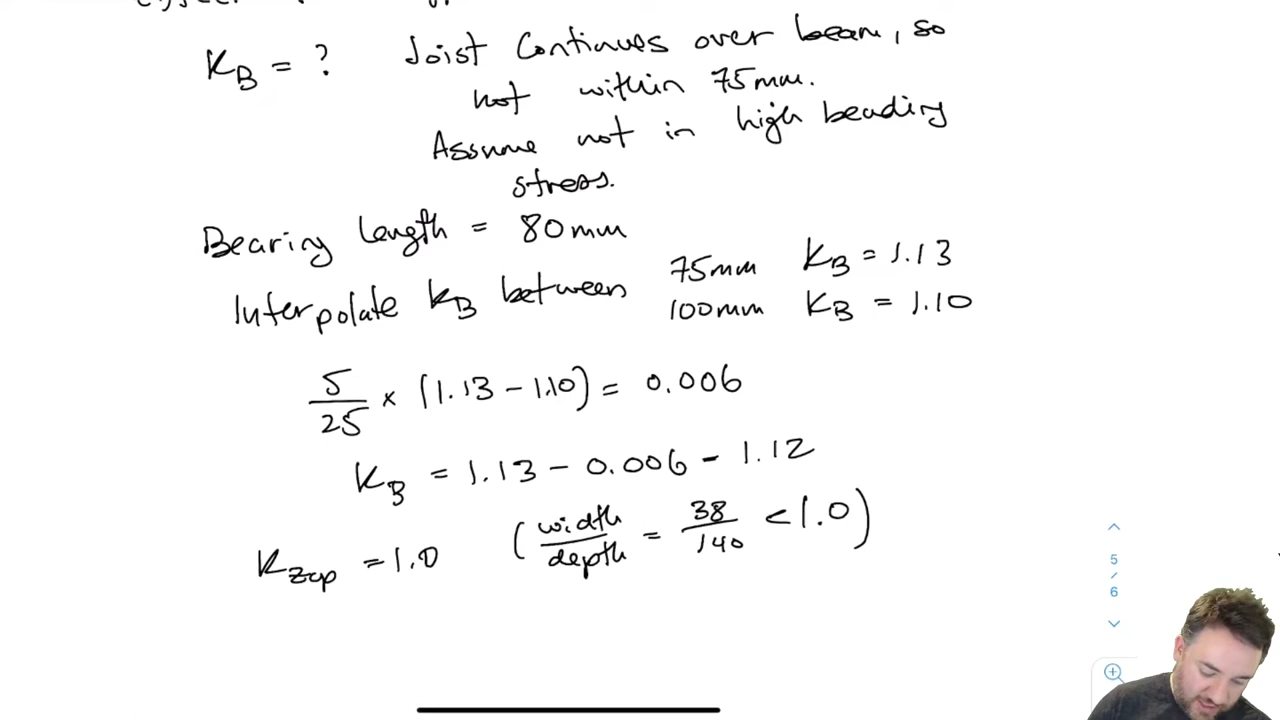 K_B = ? Joist continues over beam, so
not within 75mm.
Assume not in high bending
stress.
Bearing length = 80mm
Interpolate K_B between 75mm K_B = 1.13
100mm K_B = 1.10
5/25 × (1.13 - 1.10) = 0.006
K_B = 1.13 - 0.006 - 1.12
K_Zcp = 1.0 (width/depth = 38/140 < 1.0)
5
/
6